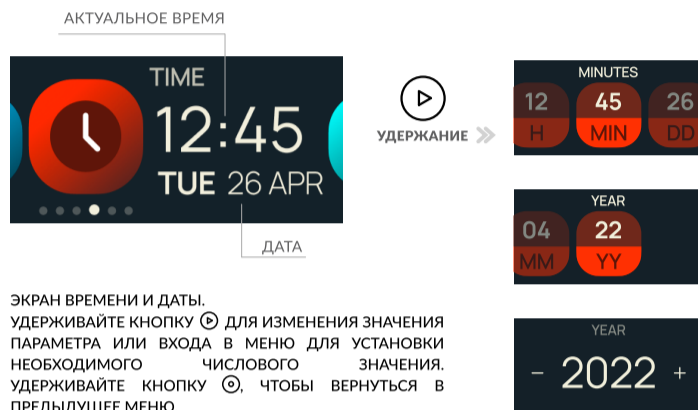 АКТУАЛЬНОЕ ВРЕМЯ
TIME
12:45
TUE 26 APR
ДАТА
УДЕРЖАНИЕ
MINUTES
12 45 26
H MIN DD
YEAR
04 22
MM YY
YEAR
− 2022 +
ЭКРАН ВРЕМЕНИ И ДАТЫ.
УДЕРЖИВАЙТЕ КНОПКУ ДЛЯ ИЗМЕНЕНИЯ ЗНАЧЕНИЯ
ПАРАМЕТРА ИЛИ ВХОДА В МЕНЮ ДЛЯ УСТАНОВКИ
НЕОБХОДИМОГО ЧИСЛОВОГО ЗНАЧЕНИЯ.
УДЕРЖИВАЙТЕ КНОПКУ , ЧТОБЫ ВЕРНУТЬСЯ В
ПРЕДЫДУЩЕЕ МЕНЮ